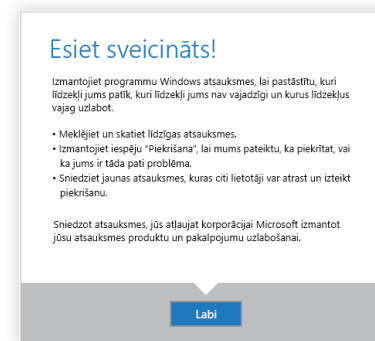 Esiet sveicināts!
Izmantojiet programmu Windows atsauksmes, lai pastāstītu, kuri
līdzekļi jums patīk, kuri līdzekļi jums nav vajadzīgi un kurus līdzekļus
vajag uzlabot.
• Meklējiet un skatiet līdzīgas atsauksmes.
• Izmantojiet iespēju "Piekrišana", lai mums pateiktu, ka piekrītat, vai
ka jums ir tāda pati problēma.
• Sniedziet jaunas atsauksmes, kuras citi lietotāji var atrast un izteikt
piekrišanu.
Sniedzot atsauksmes, jūs atļaujat korporācijai Microsoft izmantot
jūsu atsauksmes produktu un pakalpojumu uzlabošanai.
Labi